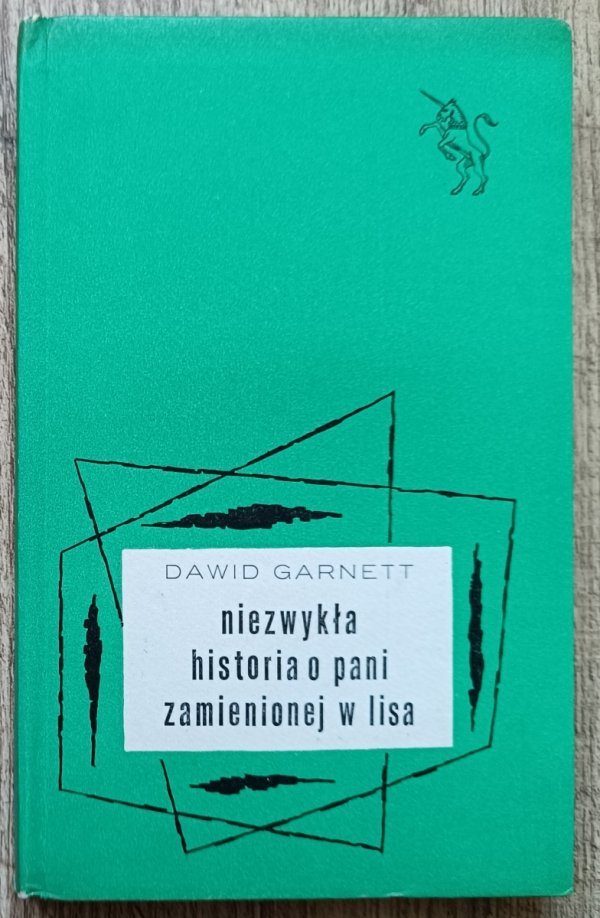 DAWID GARNETT
niezwykła
historia o pani
zamienionej w lisa